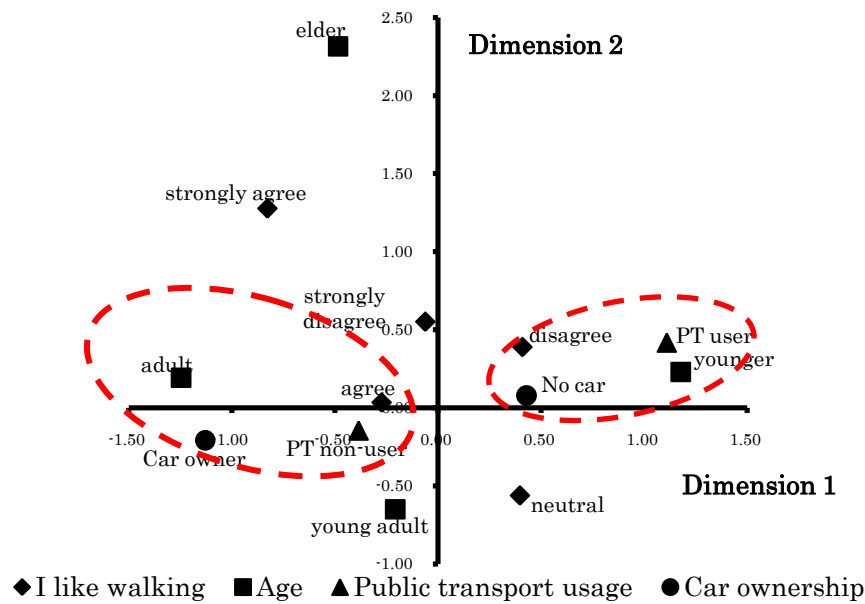 2.50
elder
Dimension 2
2.00
1.50
strongly agree
1.00
strongly
disagree
0.50
disagree
PT user
adult
younger
agree
No car
0.00
-1.50
-1.00
-0.50
0.00
0.50
1.00
1.50
Car owner
PT non-user
-0.50
Dimension 1
neutral
young adult
-1.00
I like walking
Age
Public transport usage
Car ownership